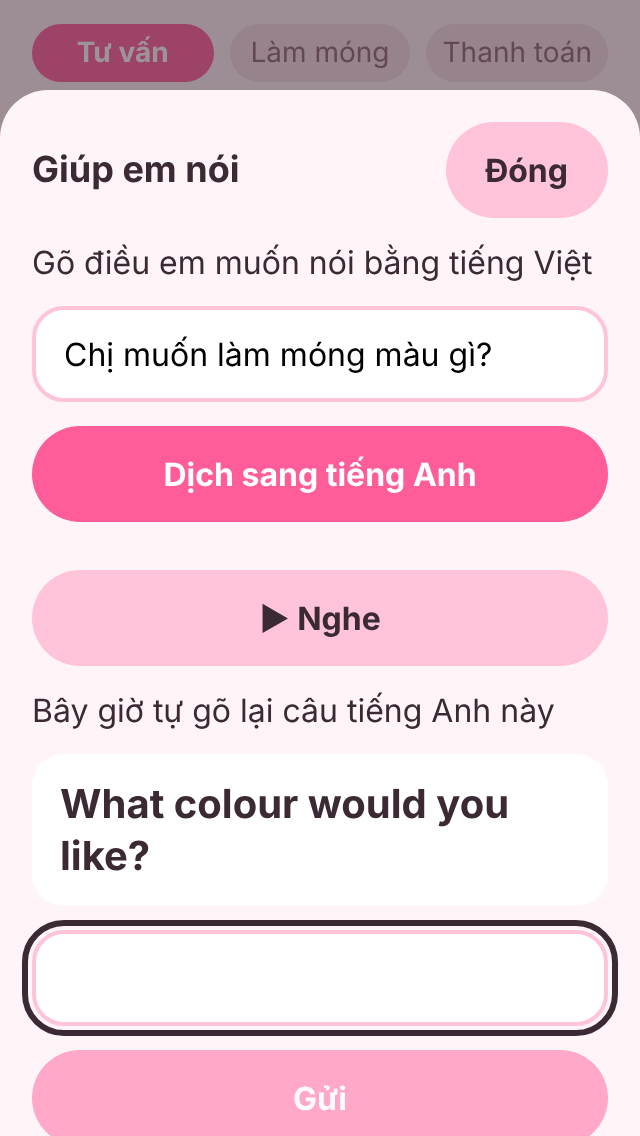 Tư vấn
Làm móng
Thanh toán
Giúp em nói
Đóng
Gõ điều em muốn nói bằng tiếng Việt
Chị muốn làm móng màu gì?
Dịch sang tiếng Anh
▶ Nghe
Bây giờ tự gõ lại câu tiếng Anh này
What colour would you
like?
Gửi